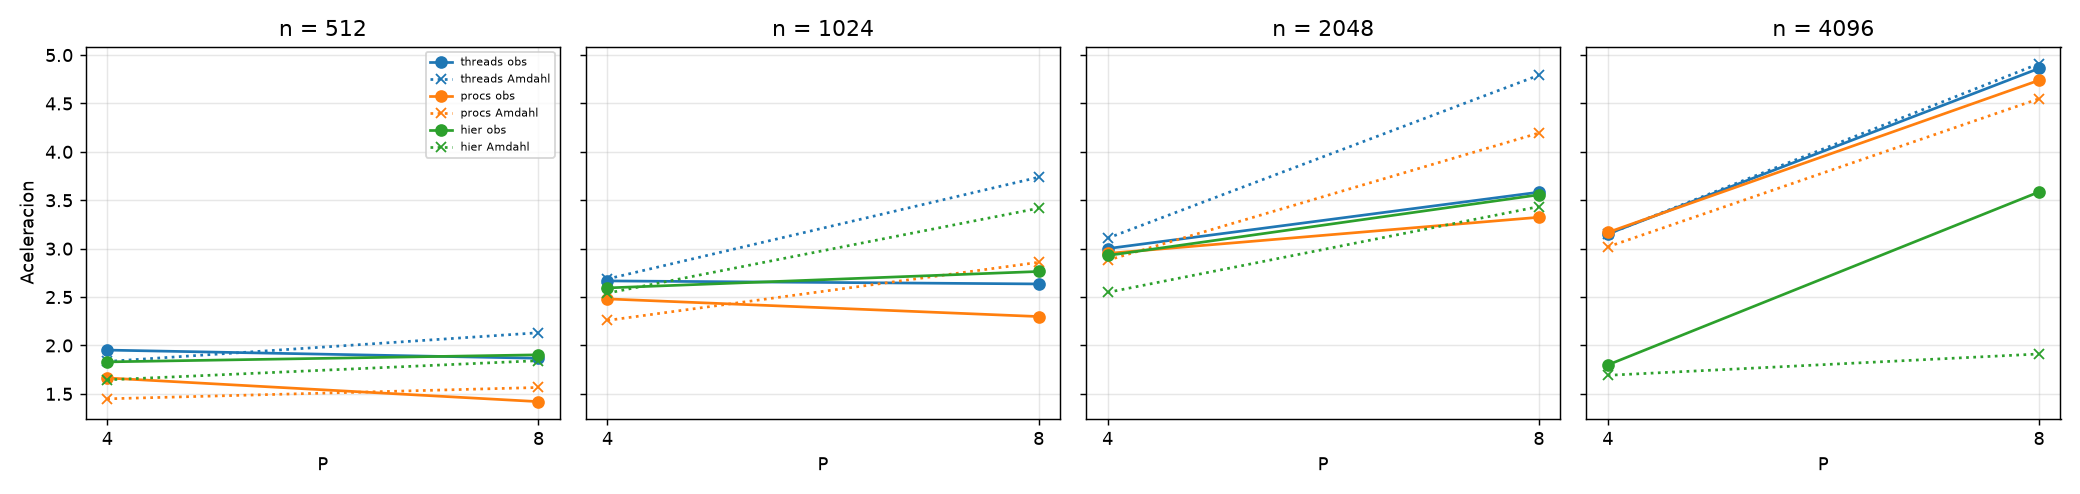 n = 512
n = 1024
n = 2048
n = 4096
Aceleracion
5.0
4.5
4.0
3.5
3.0
2.5
2.0
1.5
threads obs
threads Amdahl
procs obs
procs Amdahl
hier obs
hier Amdahl
4 8
4 8
4 8
4 8
P
P
P
P